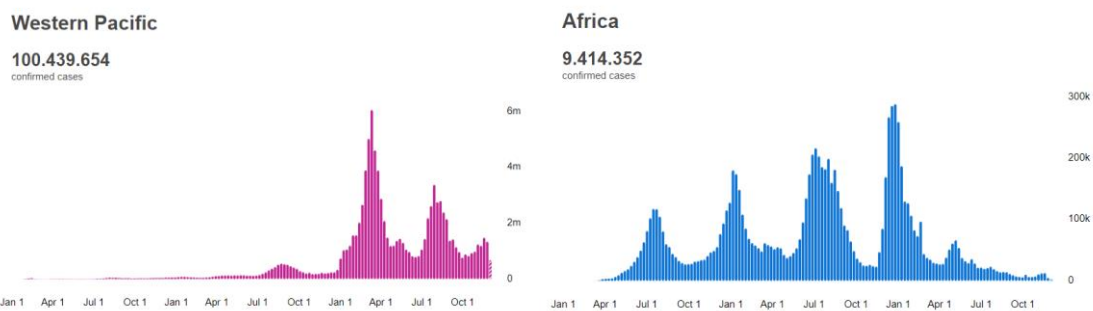 Western Pacific
100.439.654
confirmed cases
6m
4m
2m
0
Jan 1 Apr 1 Jul 1 Oct 1 Jan 1 Apr 1 Jul 1 Oct 1 Jan 1 Apr 1 Jul 1 Oct 1
Africa
9.414.352
confirmed cases
300k
200k
100k
0
Jan 1 Apr 1 Jul 1 Oct 1 Jan 1 Apr 1 Jul 1 Oct 1 Jan 1 Apr 1 Jul 1 Oct 1